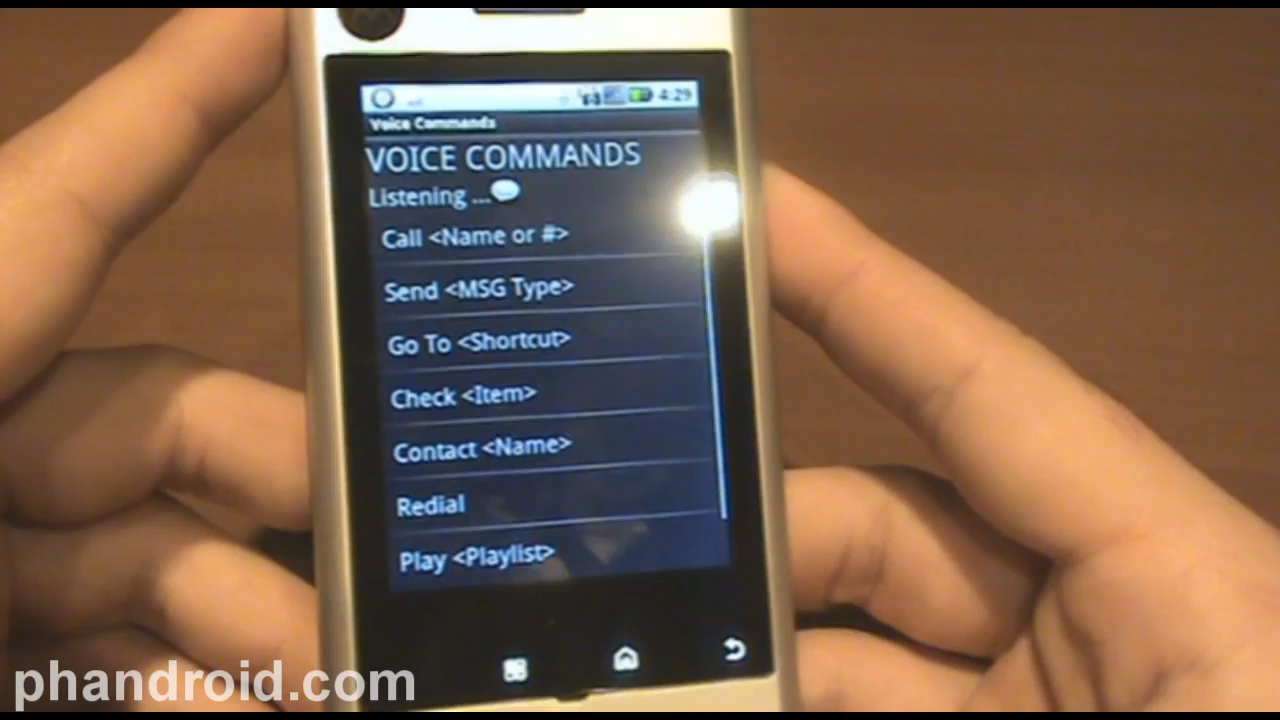 4:29
Voice Commands
VOICE COMMANDS
Listening ...
Call <Name or #>
Send <MSG Type>
Go To <Shortcut>
Check <Item>
Contact <Name>
Redial
Play <Playlist>
phandroid.com